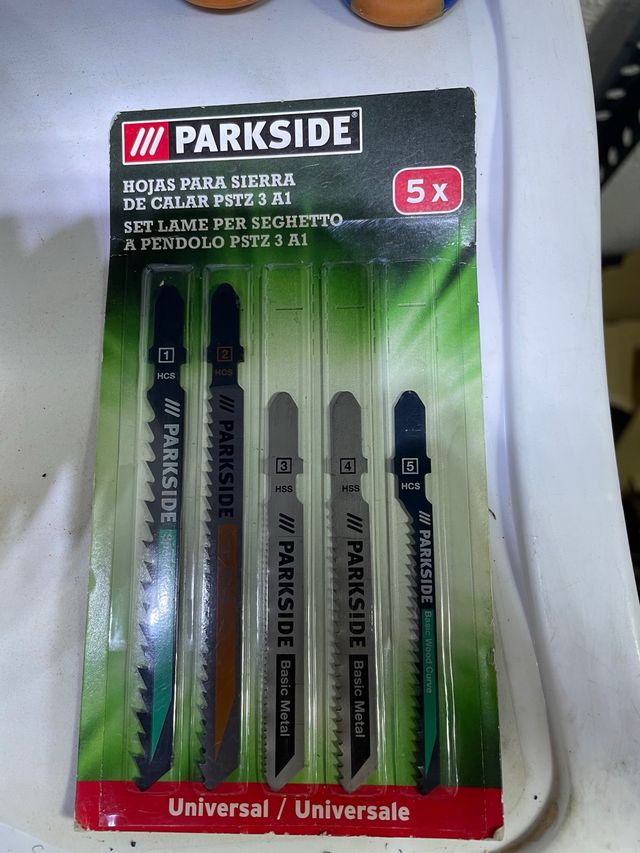 PARKSIDE®
HOJAS PARA SIERRA
DE CALAR PSTZ 3 A1
5 x
SET LAME PER SEGHETTO
A PENDOLO PSTZ 3 A1
1
HCS
PARKSIDE
2
HCS
PARKSIDE
3
HSS
PARKSIDE
Basic Metal
4
HSS
PARKSIDE
Basic Metal
5
HCS
PARKSIDE
Basic Wood Curve
Universal / Universale